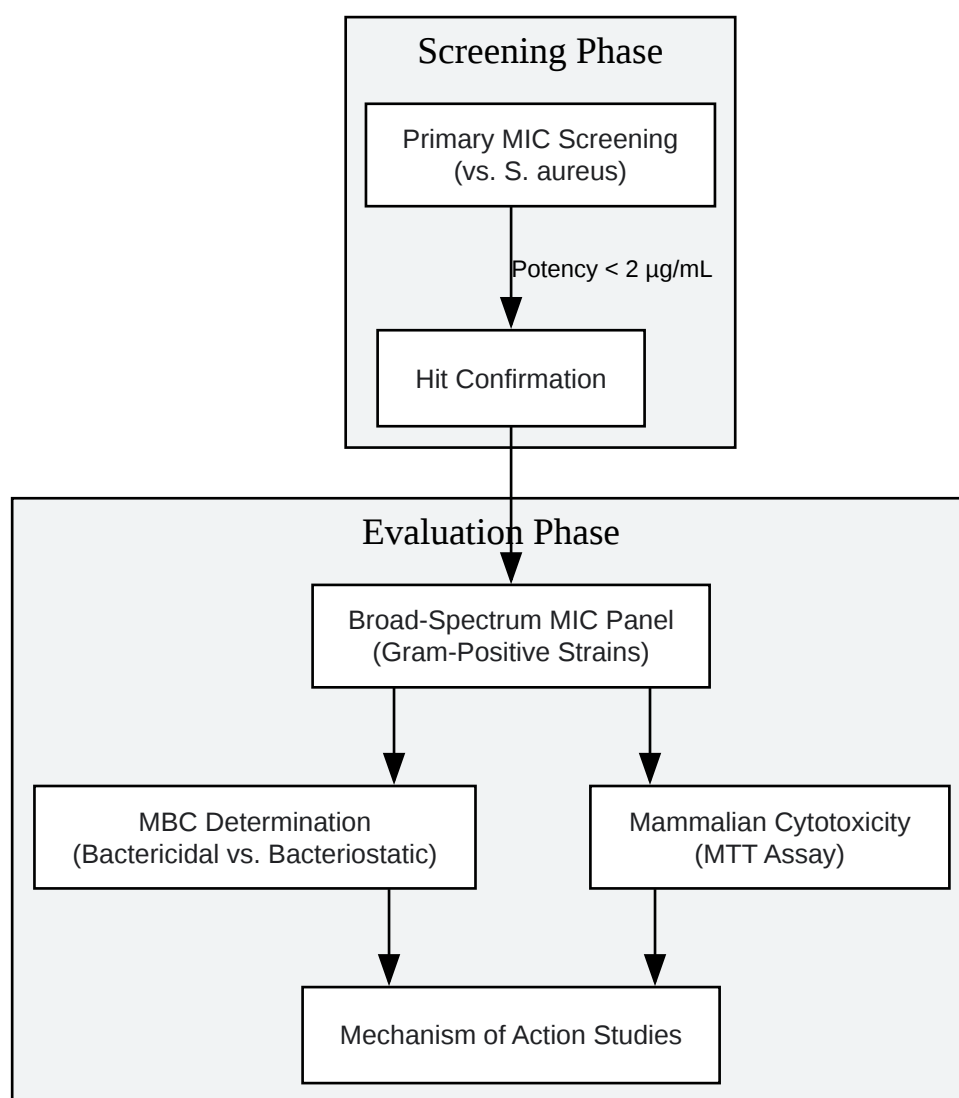 Screening Phase
Primary MIC Screening
(vs. S. aureus)
Potency < 2 µg/mL
Hit Confirmation
Evaluation Phase
Broad-Spectrum MIC Panel
(Gram-Positive Strains)
MBC Determination
(Bactericidal vs. Bacteriostatic)
Mammalian Cytotoxicity
(MTT Assay)
Mechanism of Action Studies